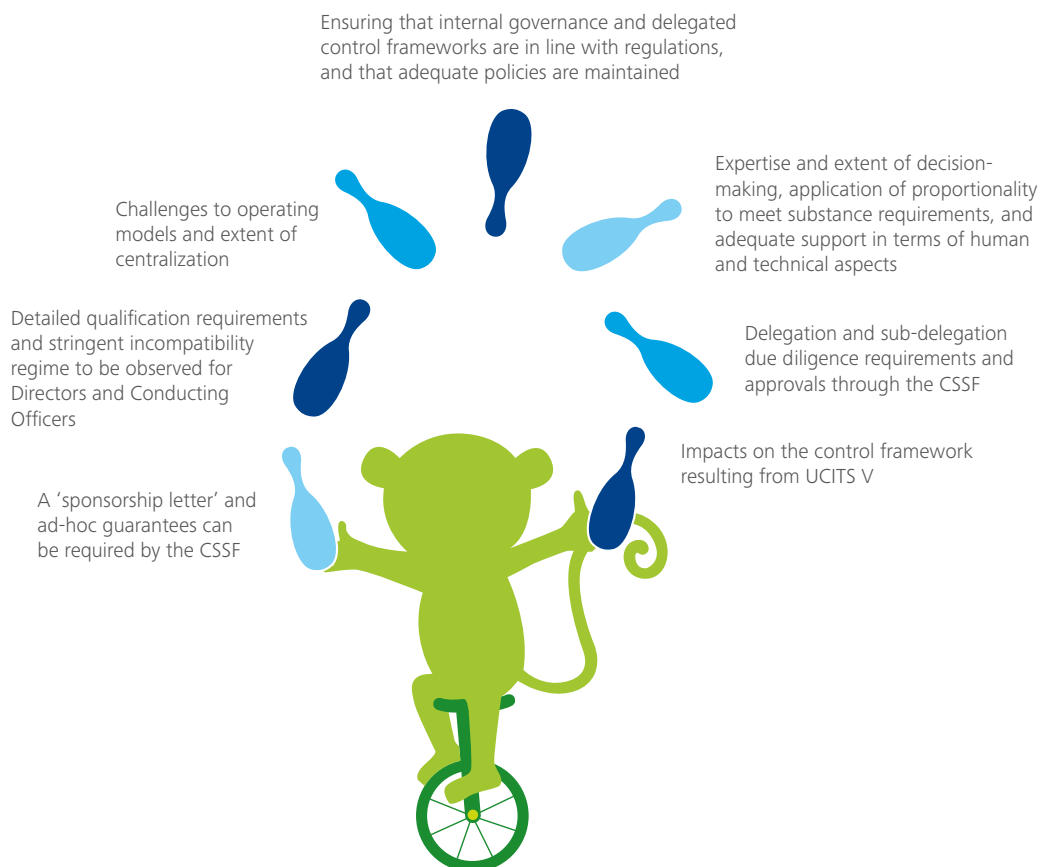 Ensuring that internal governance and delegated
control frameworks are in line with regulations,
and that adequate policies are maintained
Expertise and extent of decision-
making, application of proportionality
to meet substance requirements, and
adequate support in terms of human
and technical aspects
Challenges to operating
models and extent of
centralization
Detailed qualification requirements
and stringent incompatibility
regime to be observed for
Directors and Conducting
Officers
Delegation and sub-delegation
due diligence requirements and
approvals through the CSSF
Impacts on the control framework
resulting from UCITS V
A ‘sponsorship letter’ and
ad-hoc guarantees can
be required by the CSSF